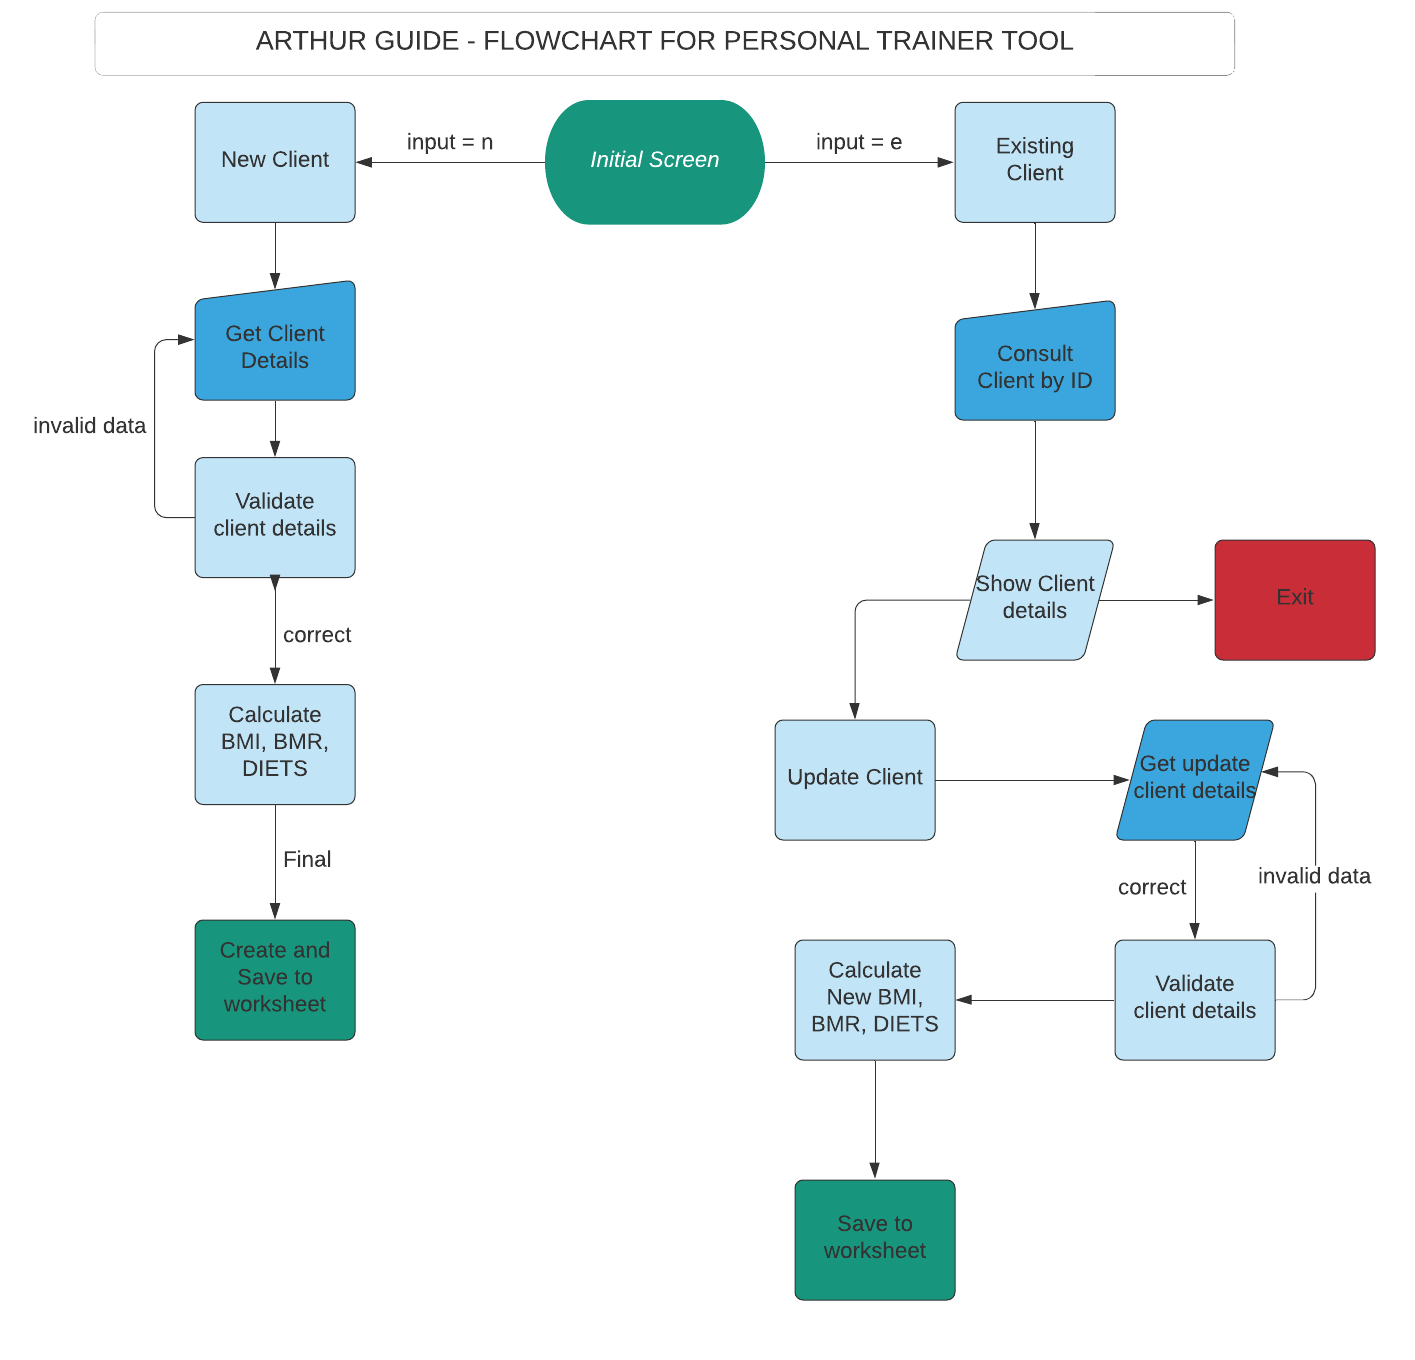 ARTHUR GUIDE - FLOWCHART FOR PERSONAL TRAINER TOOL
New Client
input = n
Initial Screen
input = e
Existing
Client
Get Client
Details
invalid data
Validate
client details
correct
Calculate
BMI, BMR,
DIETS
Final
Create and
Save to
worksheet
Consult
Client by ID
Show Client
details
Exit
Update Client
Get update
client details
correct
invalid data
Validate
client details
Calculate
New BMI,
BMR, DIETS
Save to
worksheet